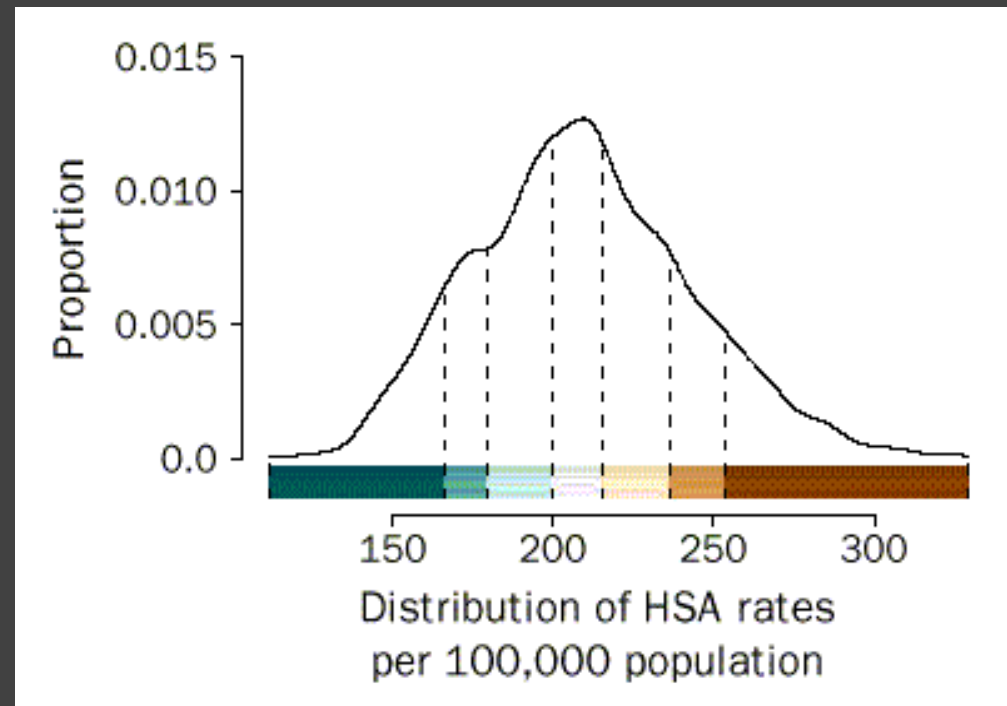 0.015
0.010
0.005
0.0
Proportion
150 200 250 300
Distribution of HSA rates
per 100,000 population